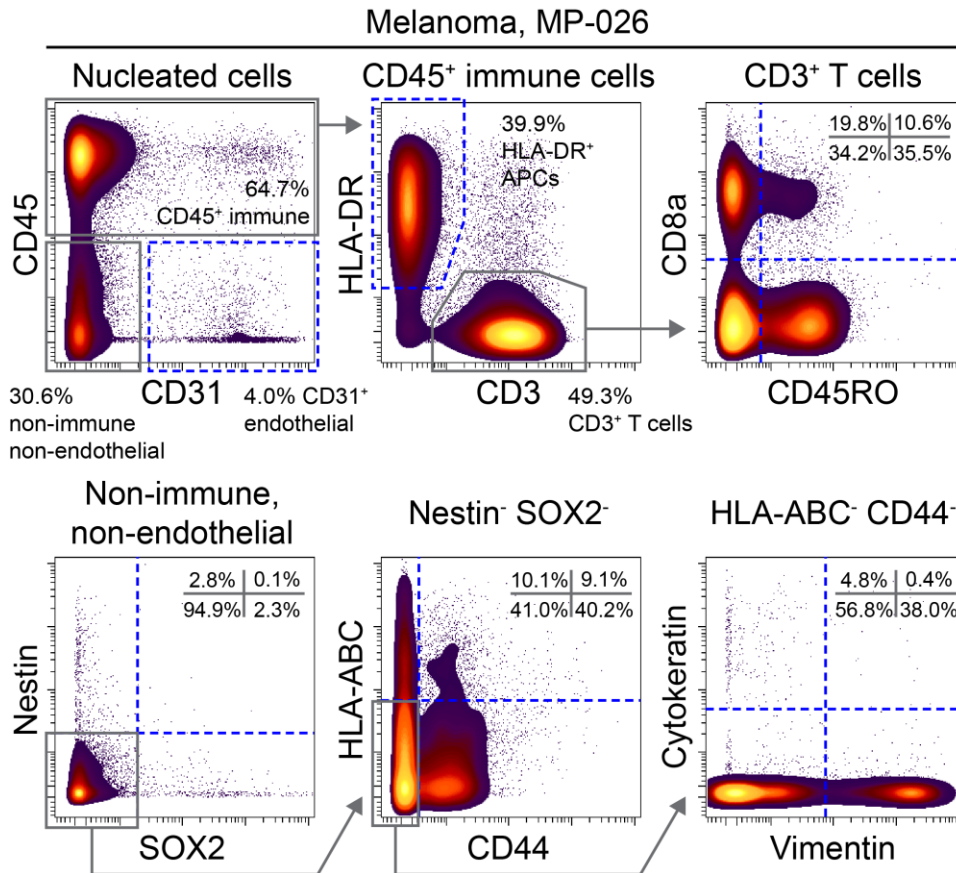 Melanoma, MP-026
Nucleated cells
CD45⁺ immune cells
CD3⁺ T cells
CD45
64.7%
CD45⁺ immune
CD31
30.6%
non-immune
non-endothelial
4.0% CD31⁺
endothelial
HLA-DR
39.9%
HLA-DR⁺
APCs
CD3
49.3%
CD3⁺ T cells
CD8a
19.8% 10.6%
34.2% 35.5%
CD45RO
Non-immune,
non-endothelial
Nestin⁻ SOX2⁻
HLA-ABC⁻ CD44⁻
Nestin
2.8% 0.1%
94.9% 2.3%
SOX2
HLA-ABC
10.1% 9.1%
41.0% 40.2%
CD44
Cytokeratin
4.8% 0.4%
56.8% 38.0%
Vimentin